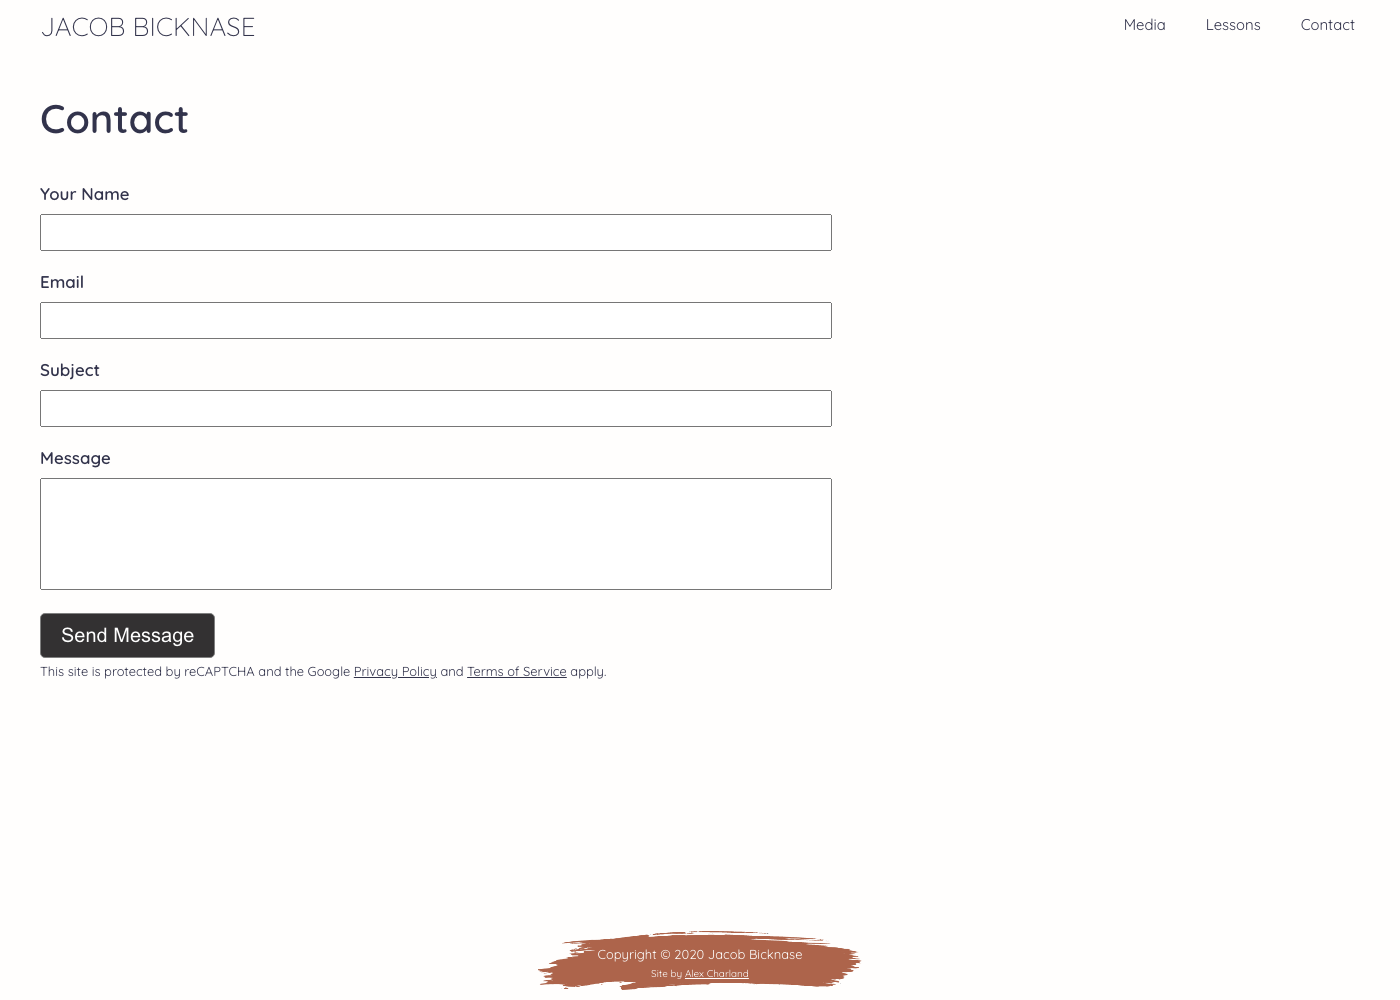 JACOB BICKNASE
Media Lessons Contact
Contact
Your Name
Email
Subject
Message
Send Message
This site is protected by reCAPTCHA and the Google Privacy Policy and Terms of Service apply.
Copyright © 2020 Jacob Bicknase
Site by Alex Charland